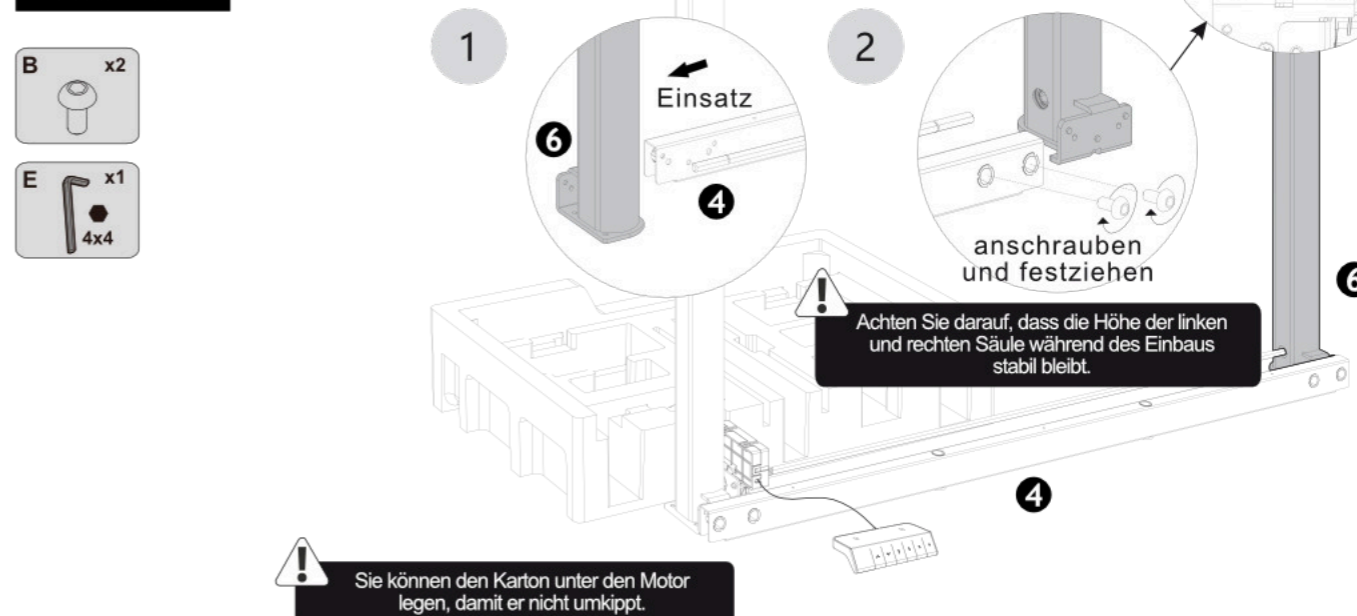 B x2
E x1
4x4
1
Einsatz
6
4
2
anschrauben
und festziehen
6
Achten Sie darauf, dass die Höhe der linken
und rechten Säule während des Einbaus
stabil bleibt.
4
Sie können den Karton unter den Motor
legen, damit er nicht umkippt.